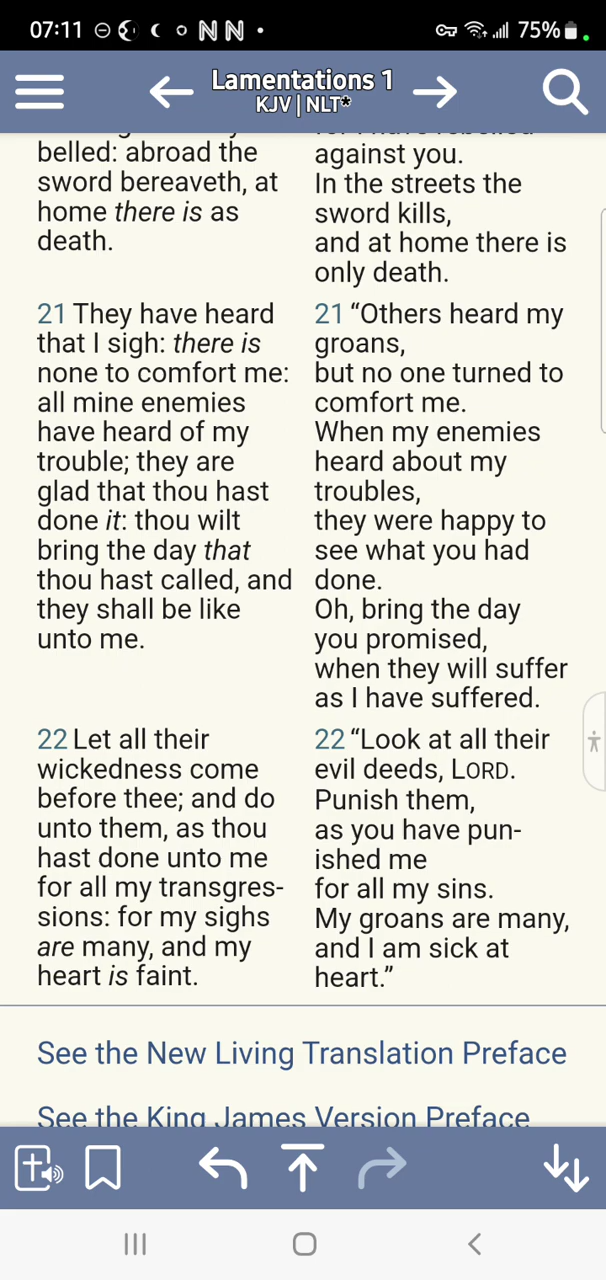 07:11
75%
Lamentations 1
KJV | NLT*
belled: abroad the
sword bereaveth, at
home there is as
death.
21 They have heard
that I sigh: there is
none to comfort me:
all mine enemies
have heard of my
trouble; they are
glad that thou hast
done it: thou wilt
bring the day that
thou hast called, and
they shall be like
unto me.
22 Let all their
wickedness come
before thee; and do
unto them, as thou
hast done unto me
for all my transgres-
sions: for my sighs
are many, and my
heart is faint.
against you.
In the streets the
sword kills,
and at home there is
only death.
21 “Others heard my
groans,
but no one turned to
comfort me.
When my enemies
heard about my
troubles,
they were happy to
see what you had
done.
Oh, bring the day
you promised,
when they will suffer
as I have suffered.
22 “Look at all their
evil deeds, LORD.
Punish them,
as you have pun-
ished me
for all my sins.
My groans are many,
and I am sick at
heart.”
See the New Living Translation Preface
See the King James Version Preface